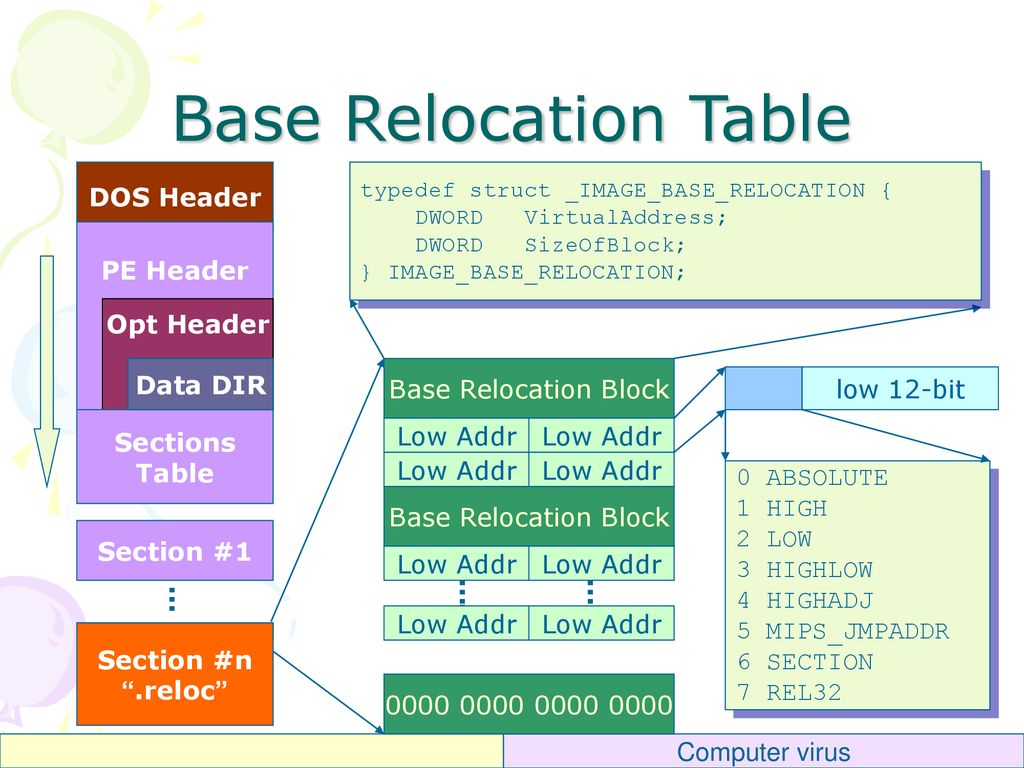 Base Relocation Table
DOS Header
PE Header
Opt Header
Data DIR
Sections
Table
Section #1
Section #n
“.reloc”
typedef struct _IMAGE_BASE_RELOCATION {
    DWORD   VirtualAddress;
    DWORD   SizeOfBlock;
} IMAGE_BASE_RELOCATION;
Base Relocation Block
Low Addr Low Addr
Low Addr Low Addr
Base Relocation Block
Low Addr Low Addr
Low Addr Low Addr
0000 0000 0000 0000
low 12-bit
0 ABSOLUTE
1 HIGH
2 LOW
3 HIGHLOW
4 HIGHADJ
5 MIPS_JMPADDR
6 SECTION
7 REL32
Computer virus